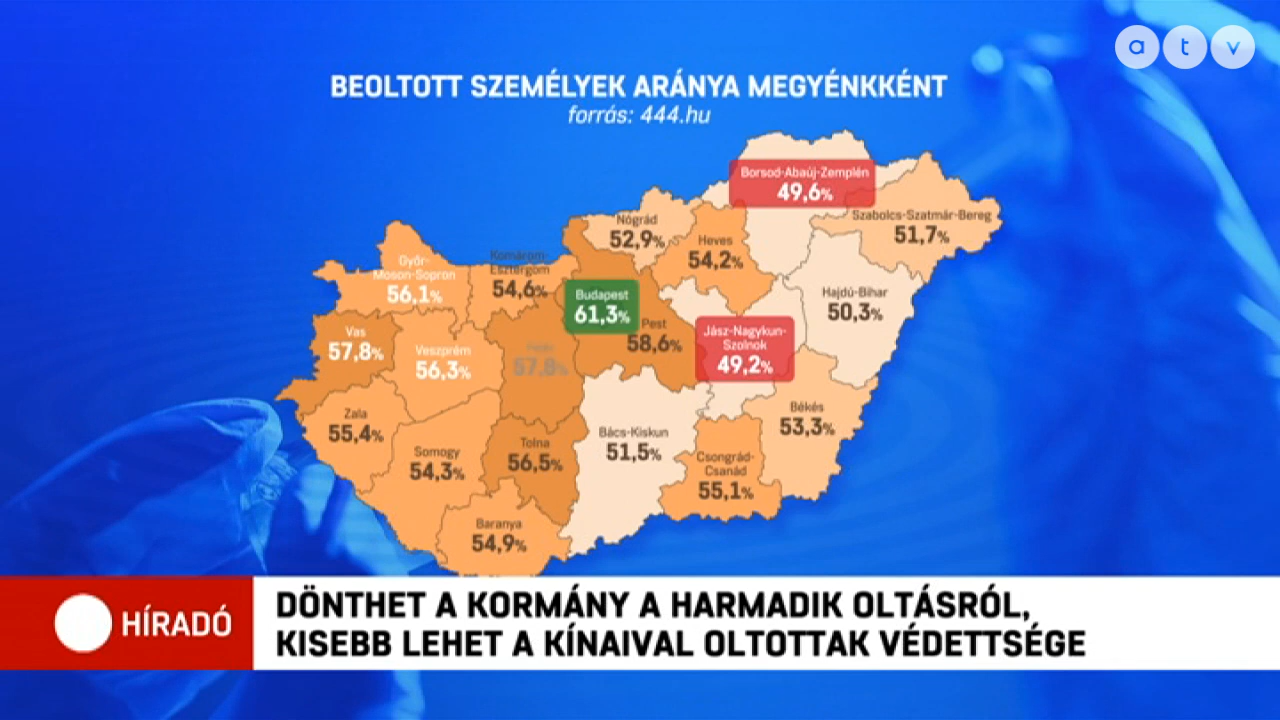 atv
BEOLTOTT SZEMÉLYEK ARÁNYA MEGYÉNKKÉNT
forrás: 444.hu
Borsod-Abaúj-Zemplén
49,6%
Szabolcs-Szatmár-Bereg
51,7%
Nógrád
52,9%
Heves
54,2%
Győr-
Moson-Sopron
56,1%
Komárom-
Esztergom
54,6%
Budapest
61,3%
Hajdú-Bihar
50,3%
Vas
57,8%
Veszprém
56,3%
57,8%
Pest
58,6%
Jász-Nagykun-
Szolnok
49,2%
Zala
55,4%
Somogy
54,3%
Tolna
56,5%
Bács-Kiskun
51,5%
Békés
53,3%
Csongrád-
Csanád
55,1%
Baranya
54,9%
HÍRADÓ
DÖNTHET A KORMÁNY A HARMADIK OLTÁSRÓL,
KISEBB LEHET A KÍNAIVAL OLTOTTAK VÉDETTSÉGE